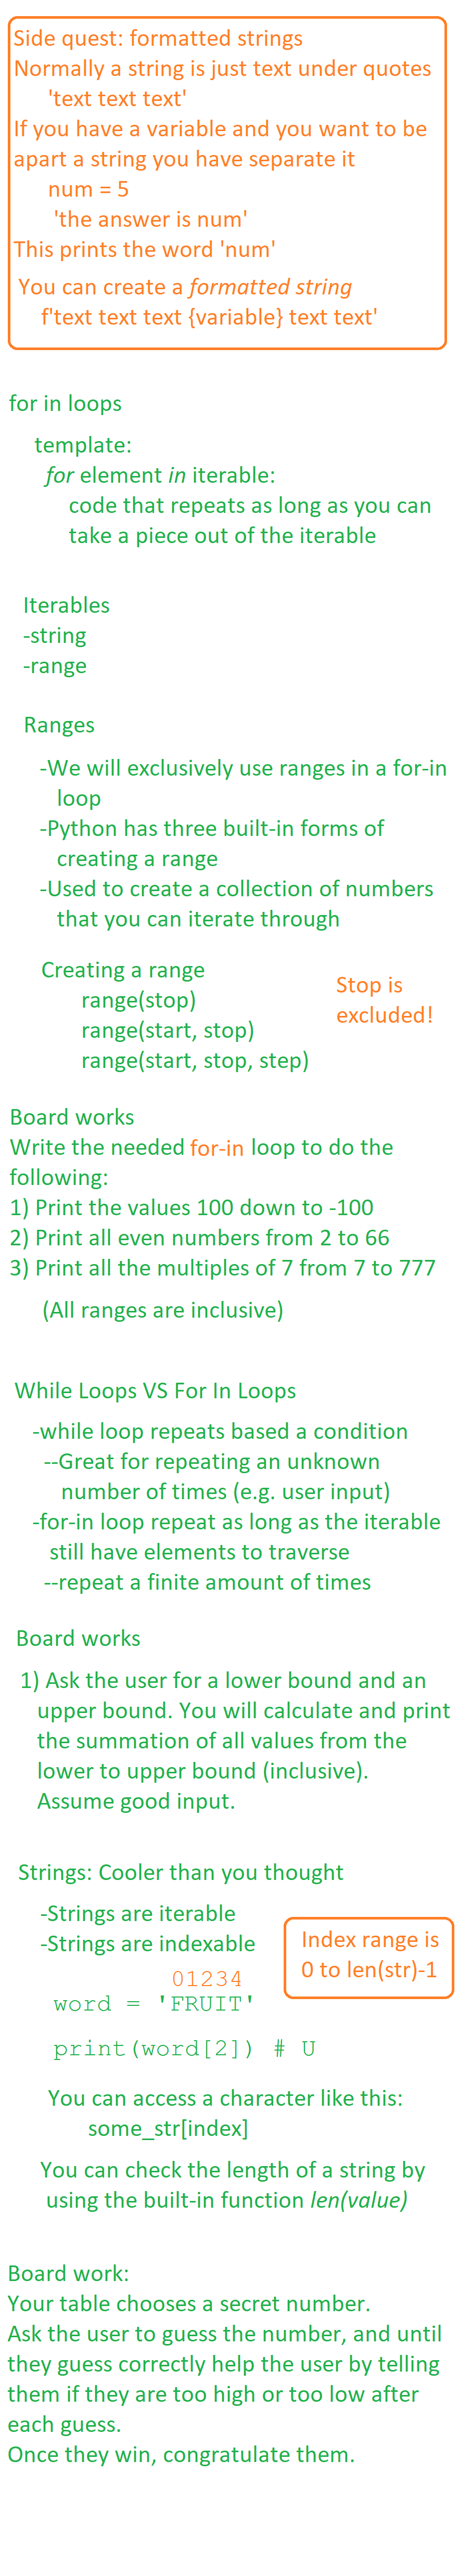 Side quest: formatted strings
Normally a string is just text under quotes
'text text text'
If you have a variable and you want to be
apart a string you have separate it
num = 5
'the answer is num'
This prints the word 'num'
You can create a formatted string
f'text text text {variable} text text'
for in loops
template:
for element in iterable:
code that repeats as long as you can
take a piece out of the iterable
Iterables
-string
-range
Ranges
-We will exclusively use ranges in a for-in
loop
-Python has three built-in forms of
creating a range
-Used to create a collection of numbers
that you can iterate through
Creating a range
range(stop)
range(start, stop)
range(start, stop, step)
Stop is
excluded!
Board works
Write the needed for-in loop to do the
following:
1) Print the values 100 down to -100
2) Print all even numbers from 2 to 66
3) Print all the multiples of 7 from 7 to 777
(All ranges are inclusive)
While Loops VS For In Loops
-while loop repeats based a condition
--Great for repeating an unknown
number of times (e.g. user input)
-for-in loop repeat as long as the iterable
still have elements to traverse
--repeat a finite amount of times
Board works
1) Ask the user for a lower bound and an
upper bound. You will calculate and print
the summation of all values from the
lower to upper bound (inclusive).
Assume good input.
Strings: Cooler than you thought
-Strings are iterable
-Strings are indexable
Index range is
0 to len(str)-1
01234
word = 'FRUIT'
print(word[2]) # U
You can access a character like this:
some_str[index]
You can check the length of a string by
using the built-in function len(value)
Board work:
Your table chooses a secret number.
Ask the user to guess the number, and until
they guess correctly help the user by telling
them if they are too high or too low after
each guess.
Once they win, congratulate them.